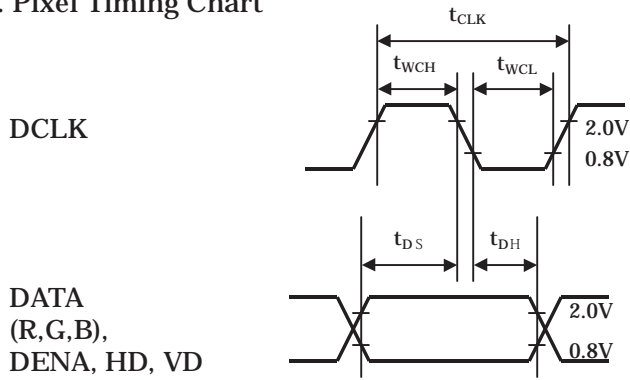 . Pixel Timing Chart
tCLK
tWCH tWCL
DCLK
2.0V
0.8V
tDS tDH
DATA
(R,G,B),
DENA, HD, VD
2.0V
0.8V